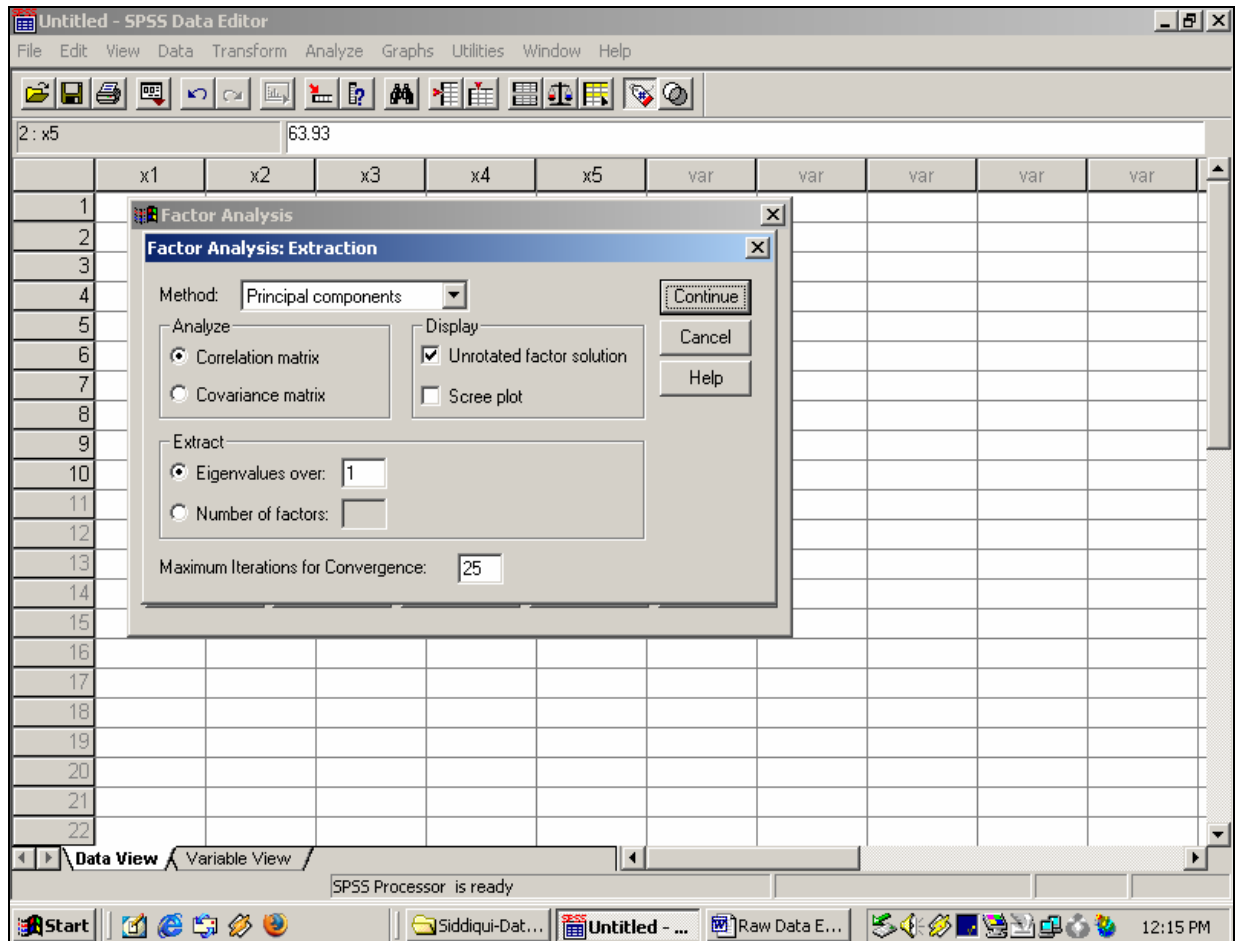 Untitled - SPSS Data Editor
File Edit View Data Transform Analyze Graphs Utilities Window Help
2 : x5 63.93
x1 x2 x3 x4 x5 var var var var var
1
2
3
4
5
6
7
8
9
10
11
12
13
14
15
16
17
18
19
20
21
22
Factor Analysis
Factor Analysis: Extraction
Method: Principal components
Continue
Cancel
Help
Analyze
Correlation matrix
Covariance matrix
Display
Unrotated factor solution
Scree plot
Extract
Eigenvalues over: 1
Number of factors:
Maximum Iterations for Convergence: 25
Data View Variable View
SPSS Processor is ready
Start Siddiqui-Dat... Untitled - ... Raw Data E... 12:15 PM